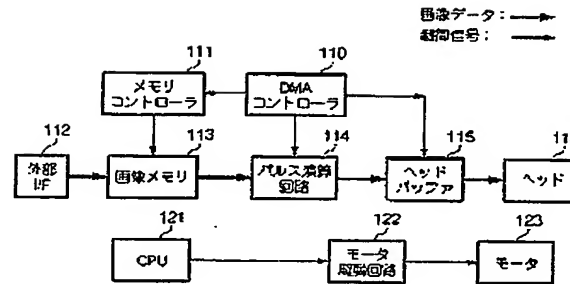 画像データ：
制御信号：
111
110
メモリ
コントローラ
DMA
コントローラ
112
113
114
115
11
外部
I/F
画像メモリ
パルス演算
回路
ヘッド
バッファ
ヘッド
121
122
123
CPU
モータ
駆動回路
モータ